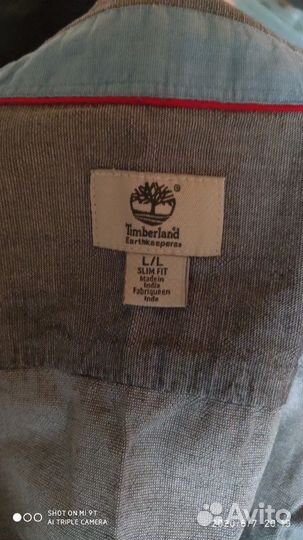 Timberland
®
Earthkeepers
L/L
SLIM FIT
Made in
India
Fabriqué en
Inde
SHOT ON MI 9T
AI TRIPLE CAMERA
Avito